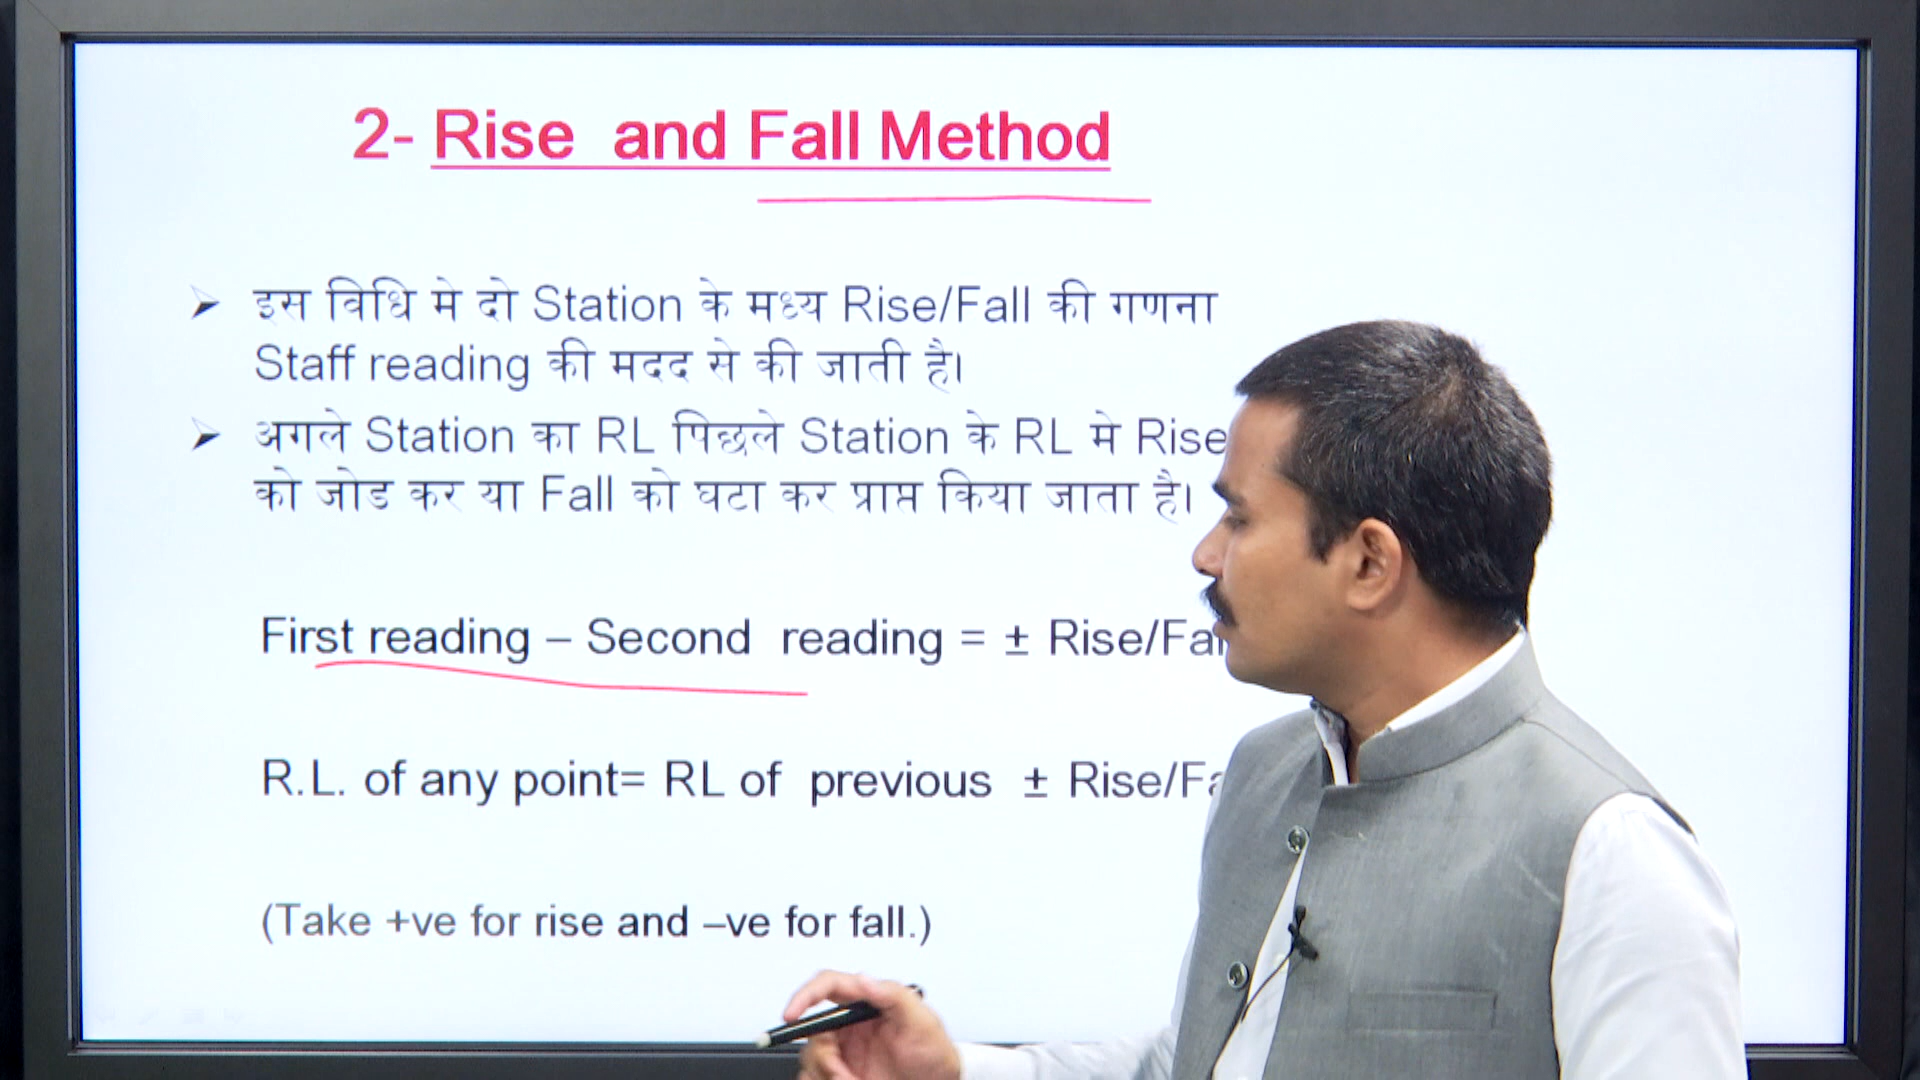 2- Rise and Fall Method
इस विधि मे दो Station के मध्य Rise/Fall की गणना
Staff reading की मदद से की जाती है।
अगले Station का RL पिछले Station के RL मे Rise
को जोड कर या Fall को घटा कर प्राप्त किया जाता है।
First reading – Second reading = ± Rise/Fa
R.L. of any point= RL of previous ± Rise/Fa
(Take +ve for rise and –ve for fall.)